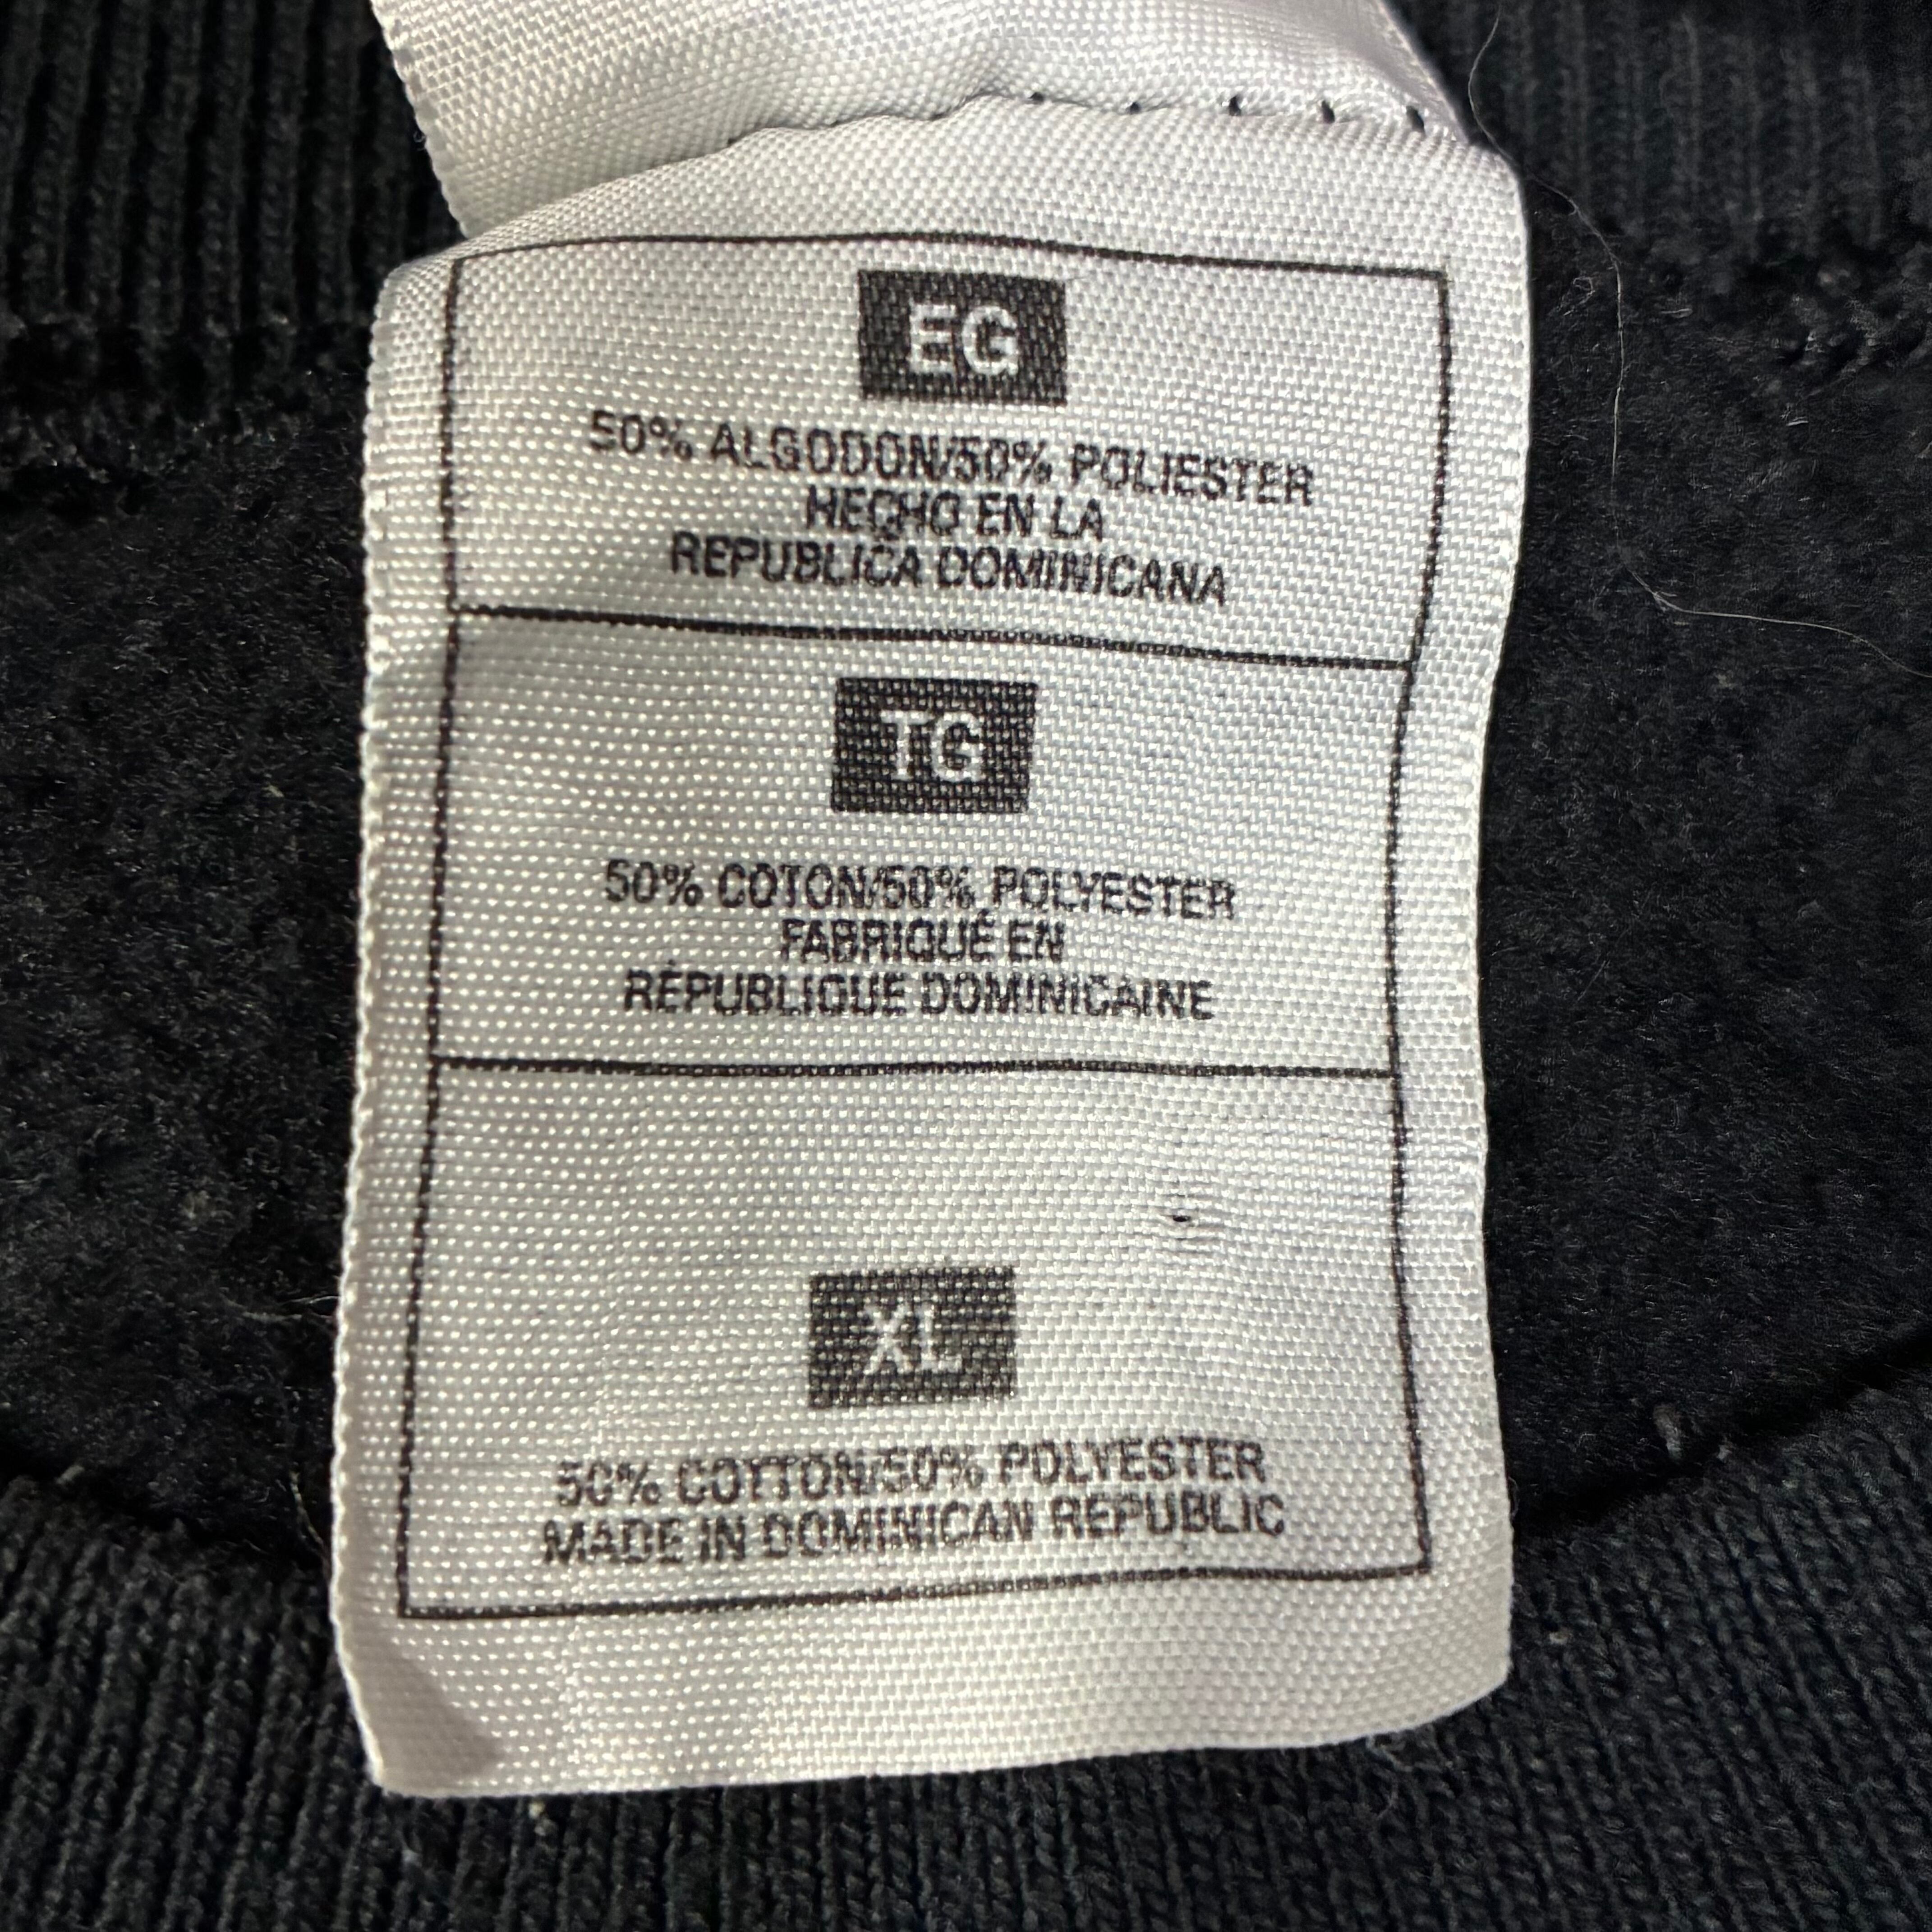 EG
50% ALGODON/50% POLIESTER
HECHO EN LA
REPUBLICA DOMINICANA
TG
50% COTON/50% POLYESTER
FABRIQUÉ EN
RÉPUBLIQUE DOMINICAINE
XL
50% COTTON/50% POLYESTER
MADE IN DOMINICAN REPUBLIC